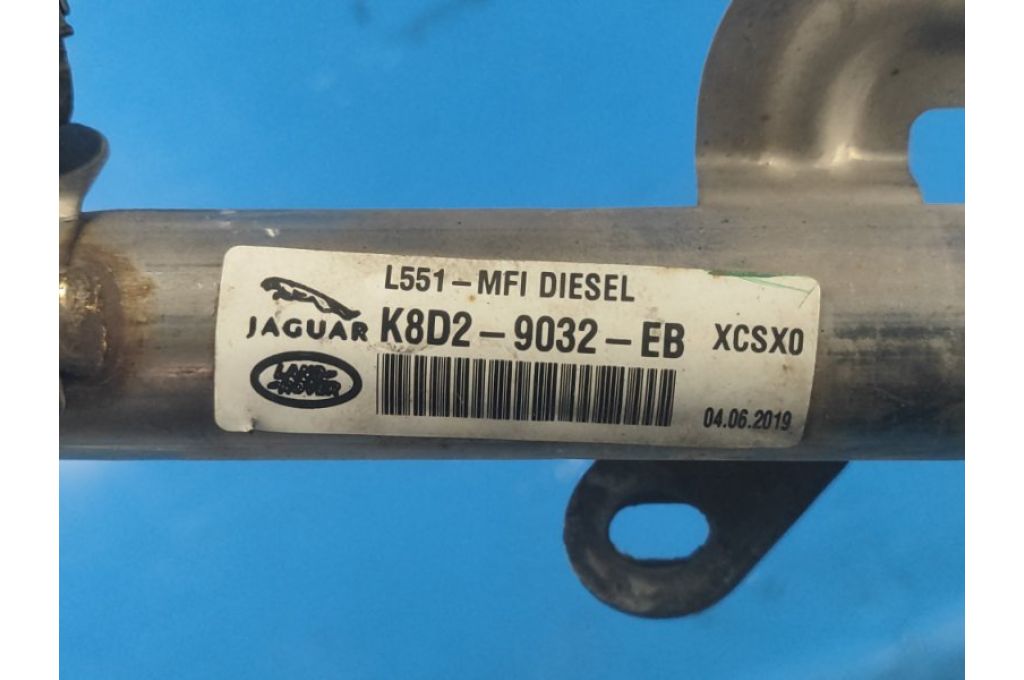 L551-MFI DIESEL
JAGUAR K8D2-9032-EB XCSX0
LAND-
-ROVER
04.06.2019